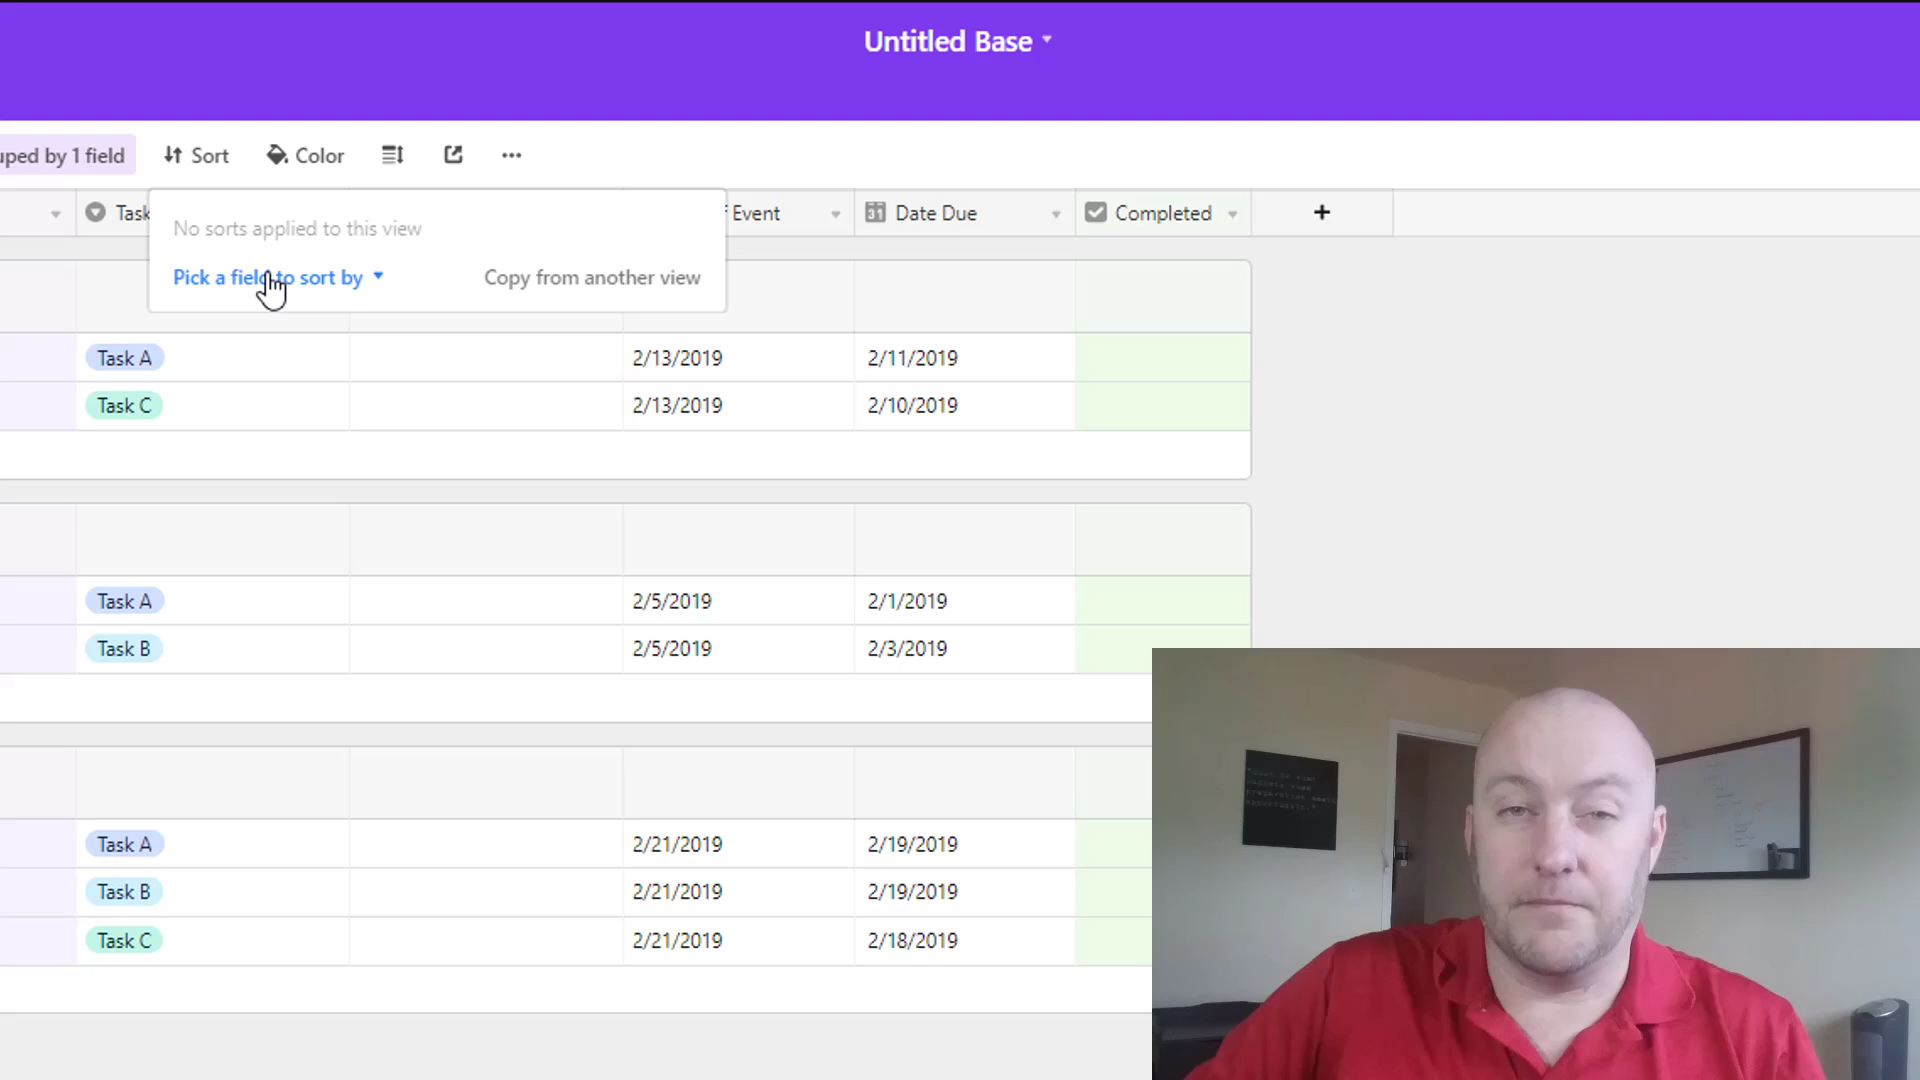 Untitled Base
uped by 1 field Sort Color
Task Event Date Due Completed +
No sorts applied to this view
Pick a field to sort by Copy from another view
Task A 2/13/2019 2/11/2019
Task C 2/13/2019 2/10/2019
Task A 2/5/2019 2/1/2019
Task B 2/5/2019 2/3/2019
Task A 2/21/2019 2/19/2019
Task B 2/21/2019 2/19/2019
Task C 2/21/2019 2/18/2019